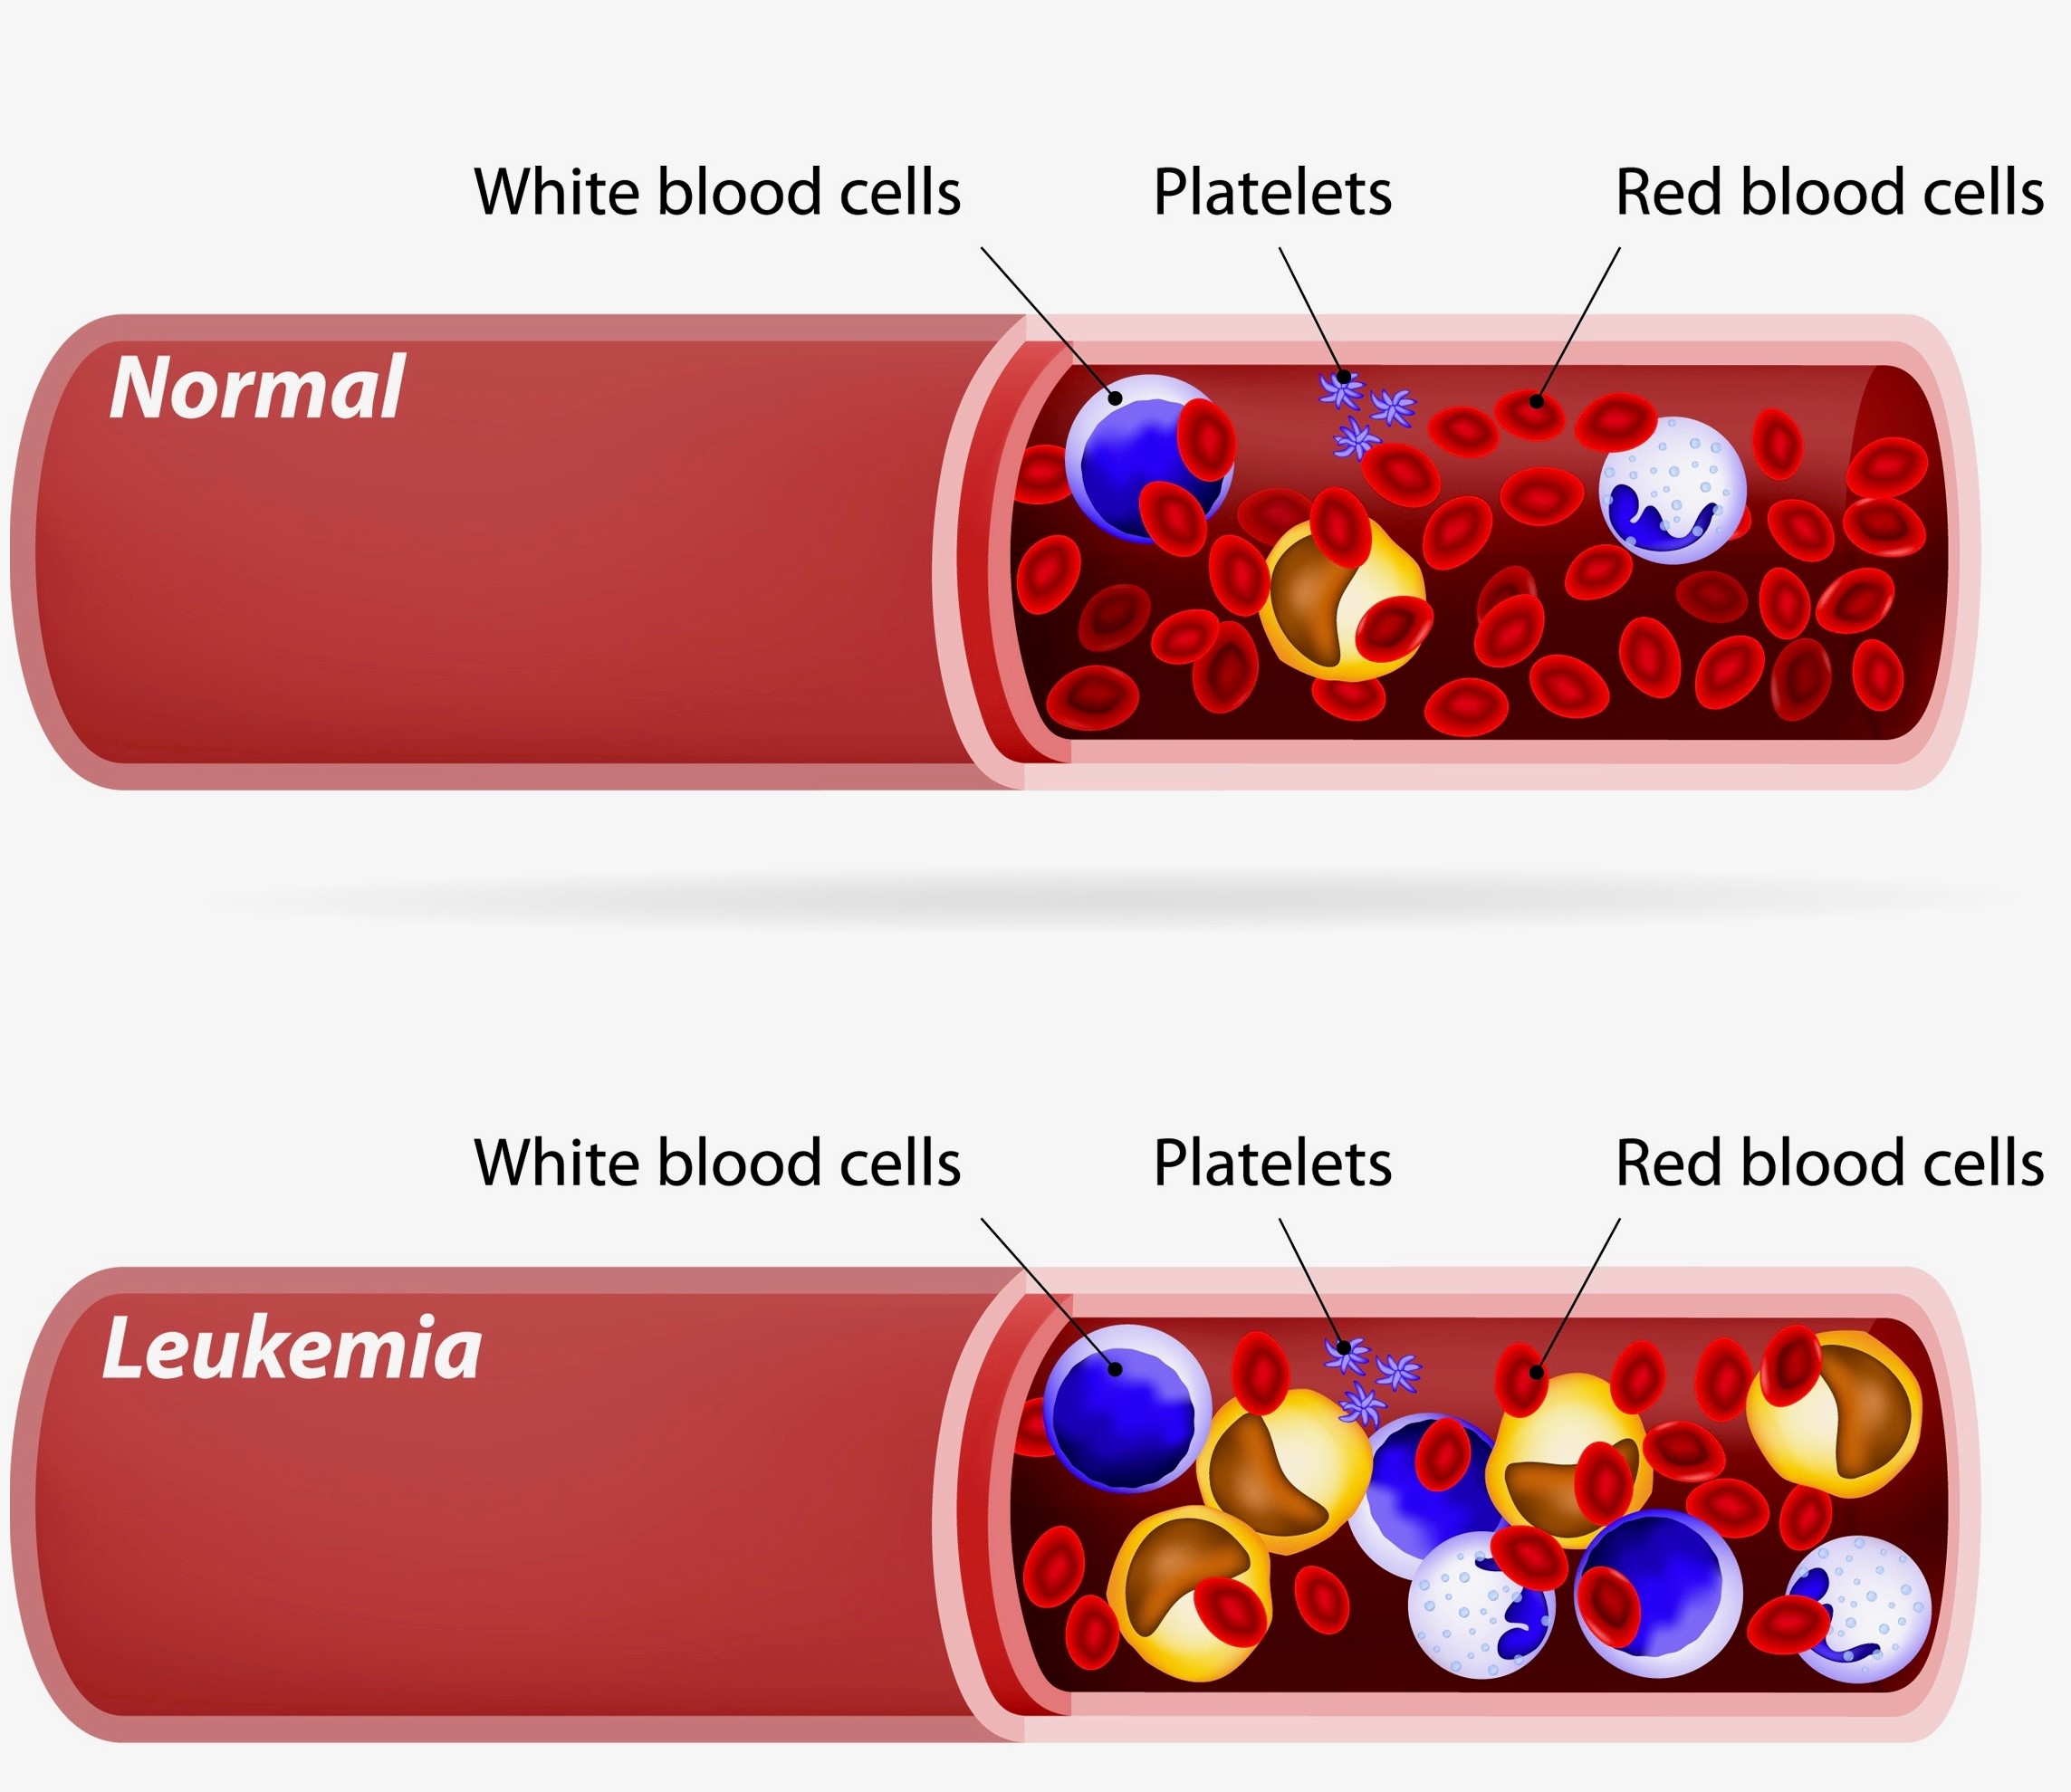 White blood cells
Platelets
Red blood cells
Normal
White blood cells
Platelets
Red blood cells
Leukemia